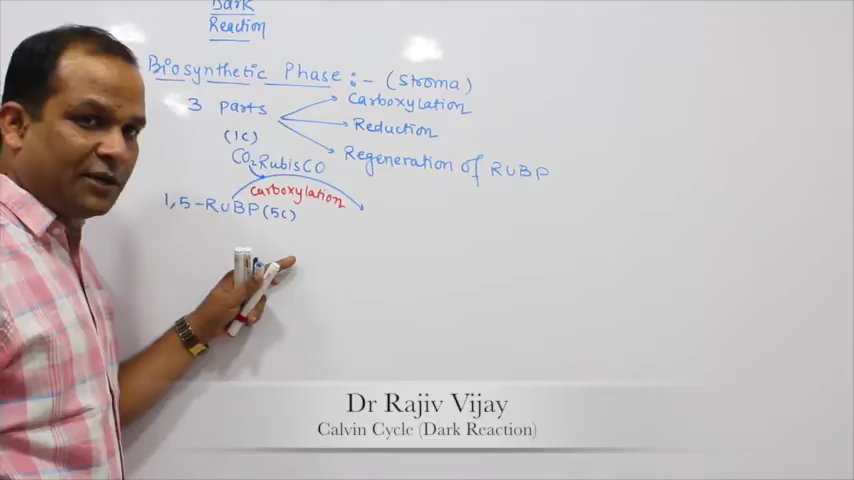 Dark
Reaction
Biosynthetic Phase :- (Stroma)
3 Parts
Carboxylation
Reduction
Regeneration of RUBP
(1C)
CO₂ RubisCO
carboxylation
1,5-RUBP(5C)
Dr Rajiv Vijay
Calvin Cycle (Dark Reaction)